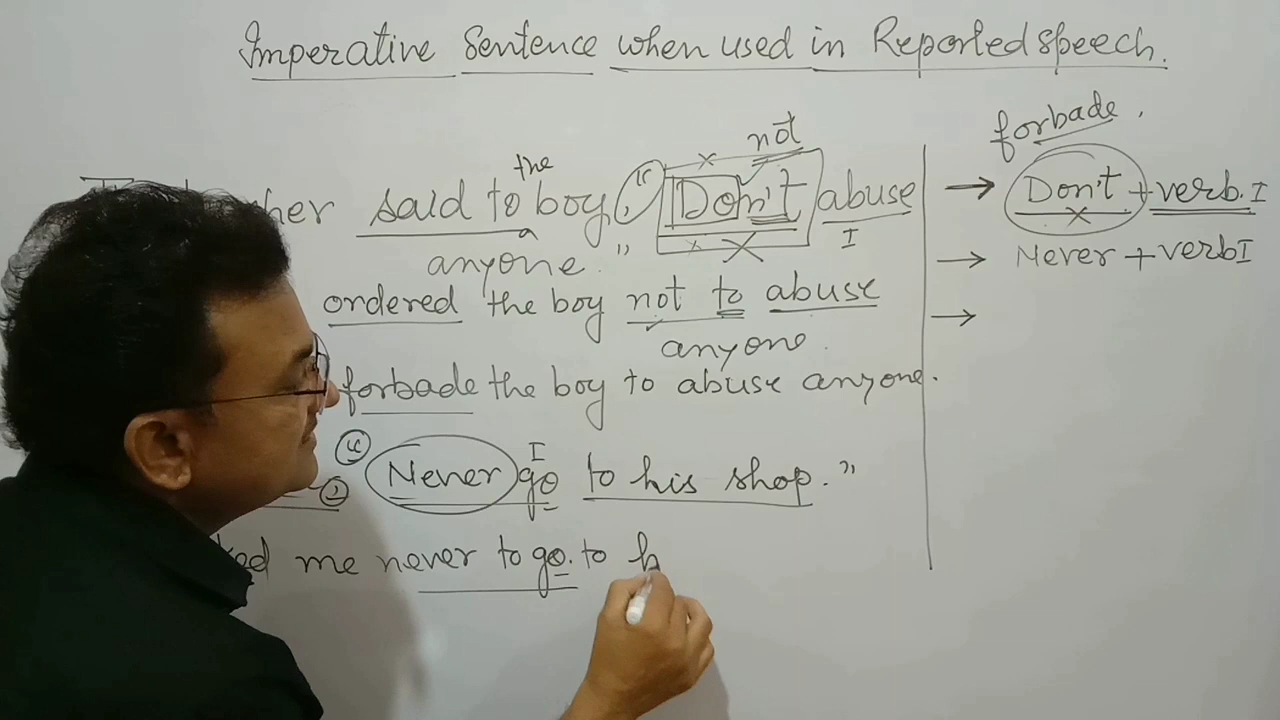 Imperative Sentence when used in Reported speech.
forbade.
the
not
said to boy, " Don't abuse
I
anyone."
ordered the boy not to abuse
anyone.
forbade the boy to abuse anyone.
I
" Never go to his shop."
me never to go. to h
→ Don't + verb.I
→ Never + verb I
→